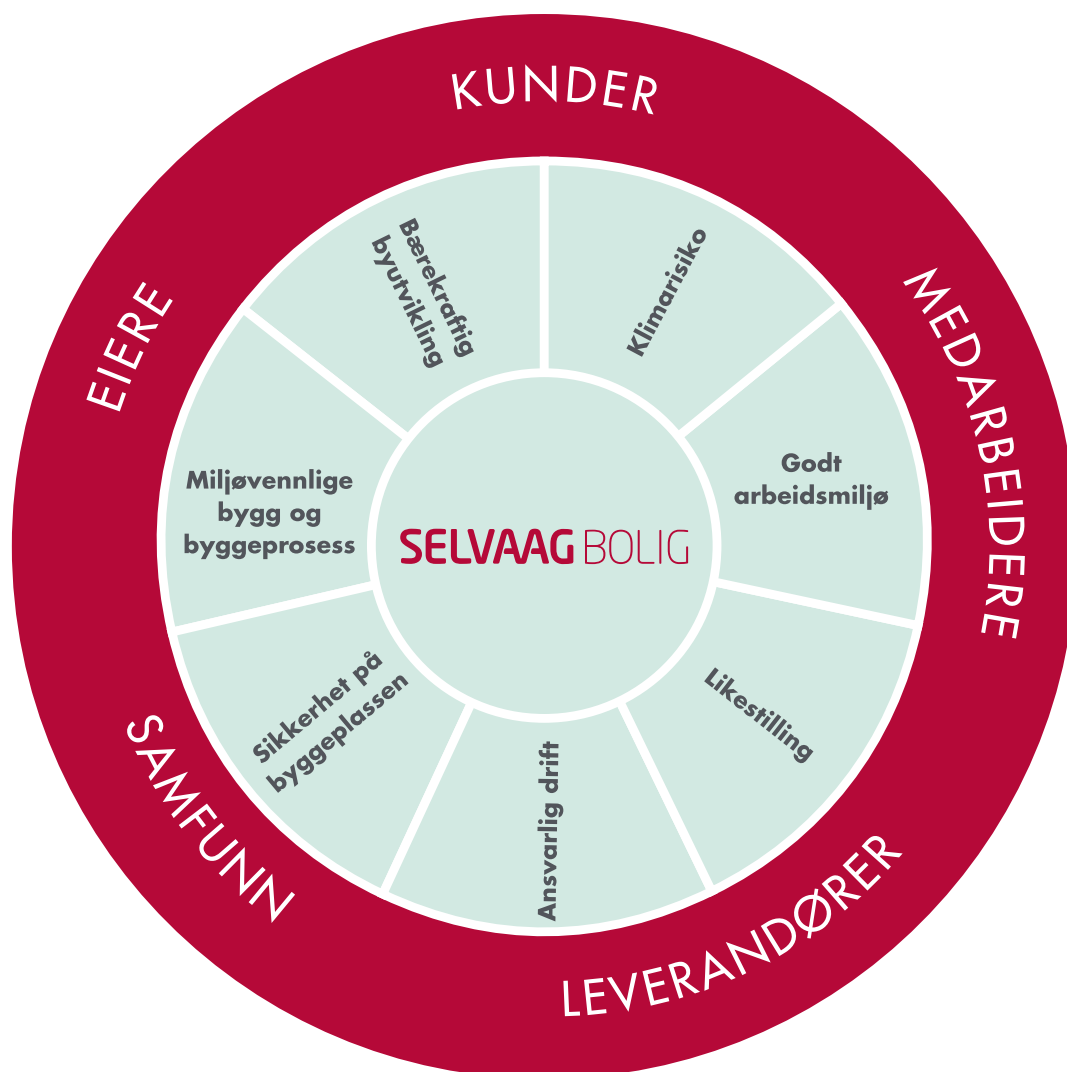 KUNDER
MEDARBEIDERE
LEVERANDØRER
SAMFUNN
EIERE
Klimarisiko
Godt
arbeidsmiljø
Likestilling
Ansvarlig drift
Sikkerhet på
byggeplassen
Miljøvennlige
bygg og
byggeprosess
Bærekraftig
byutvikling
SELVAAG BOLIG